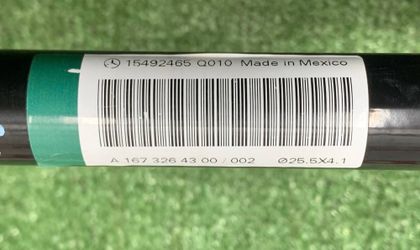 15492465 Q010 Made in Mexico
A 167 326 43 00 / 002 Ø25.5X4.1